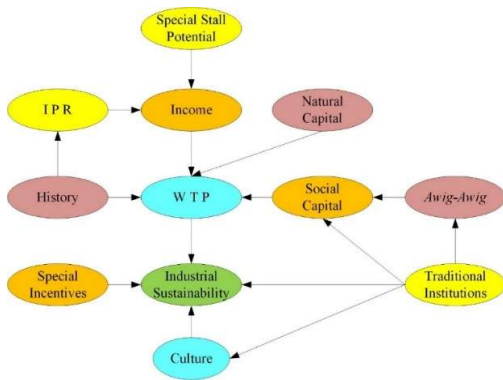 Special Stall
Potential
I P R
Income
Natural
Capital
History
W T P
Social
Capital
Awig-Awig
Special
Incentives
Industrial
Sustainability
Traditional
Institutions
Culture